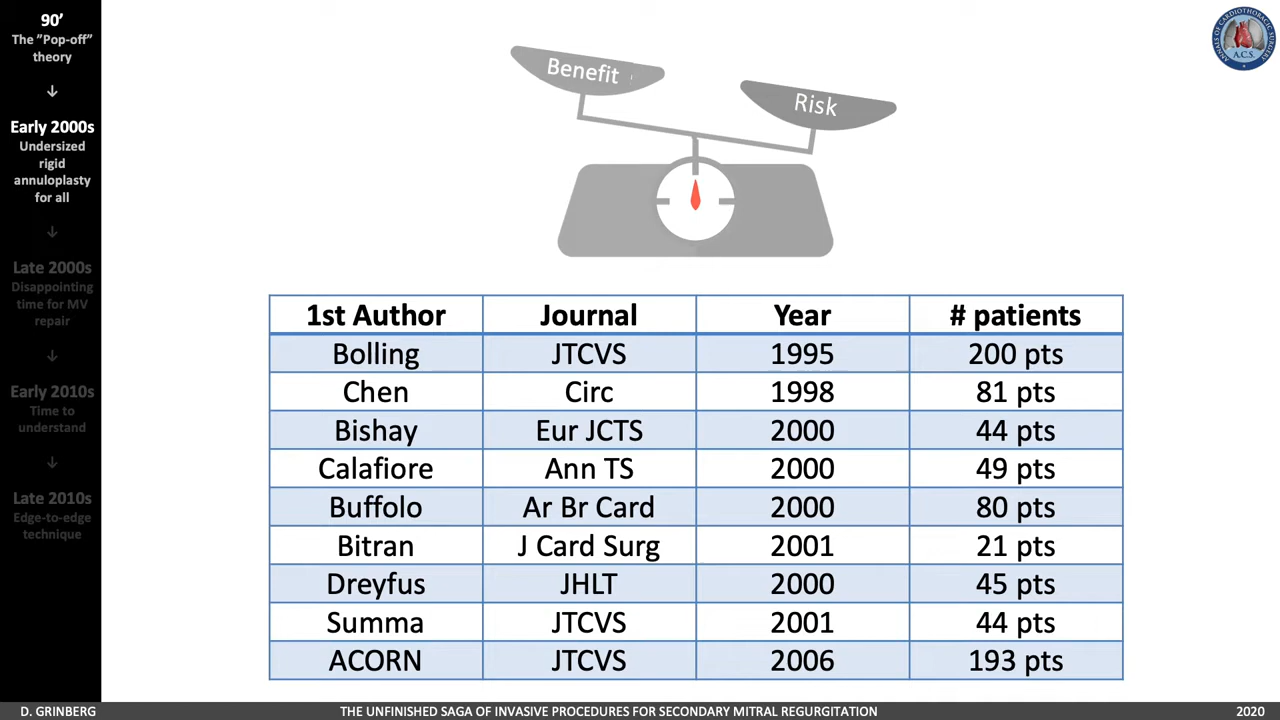 90’
The ”Pop-off”
theory
↓
Early 2000s
Undersized
rigid
annuloplasty
for all
↓
Late 2000s
Disappointing
time for MV
repair
↓
Early 2010s
Time to
understand
↓
Late 2010s
Edge-to-edge
technique
Benefit
Risk
ANNALS OF CARDIOTHORACIC SURGERY
A.C.S
1st Author Journal Year # patients
Bolling JTCVS 1995 200 pts
Chen Circ 1998 81 pts
Bishay Eur JCTS 2000 44 pts
Calafiore Ann TS 2000 49 pts
Buffolo Ar Br Card 2000 80 pts
Bitran J Card Surg 2001 21 pts
Dreyfus JHLT 2000 45 pts
Summa JTCVS 2001 44 pts
ACORN JTCVS 2006 193 pts
D. GRINBERG THE UNFINISHED SAGA OF INVASIVE PROCEDURES FOR SECONDARY MITRAL REGURGITATION 2020